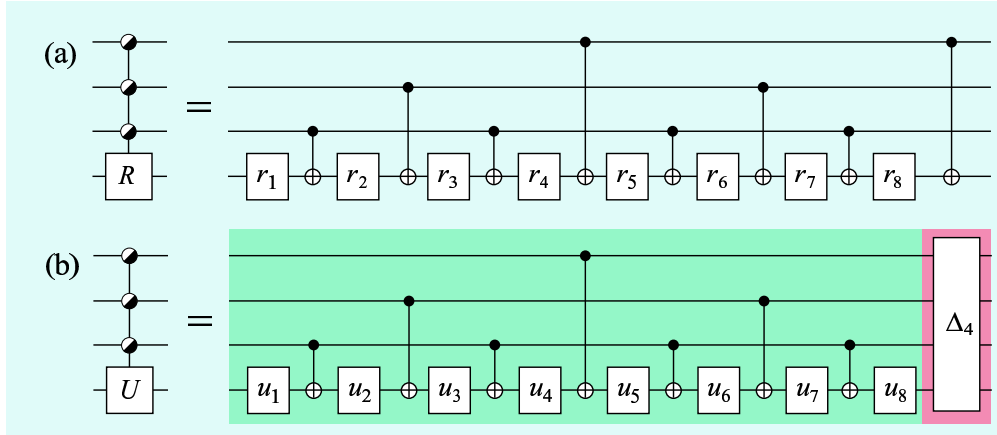 (a)
R = r₁ r₂ r₃ r₄ r₅ r₆ r₇ r₈
(b)
U = u₁ u₂ u₃ u₄ u₅ u₆ u₇ u₈ Δ₄